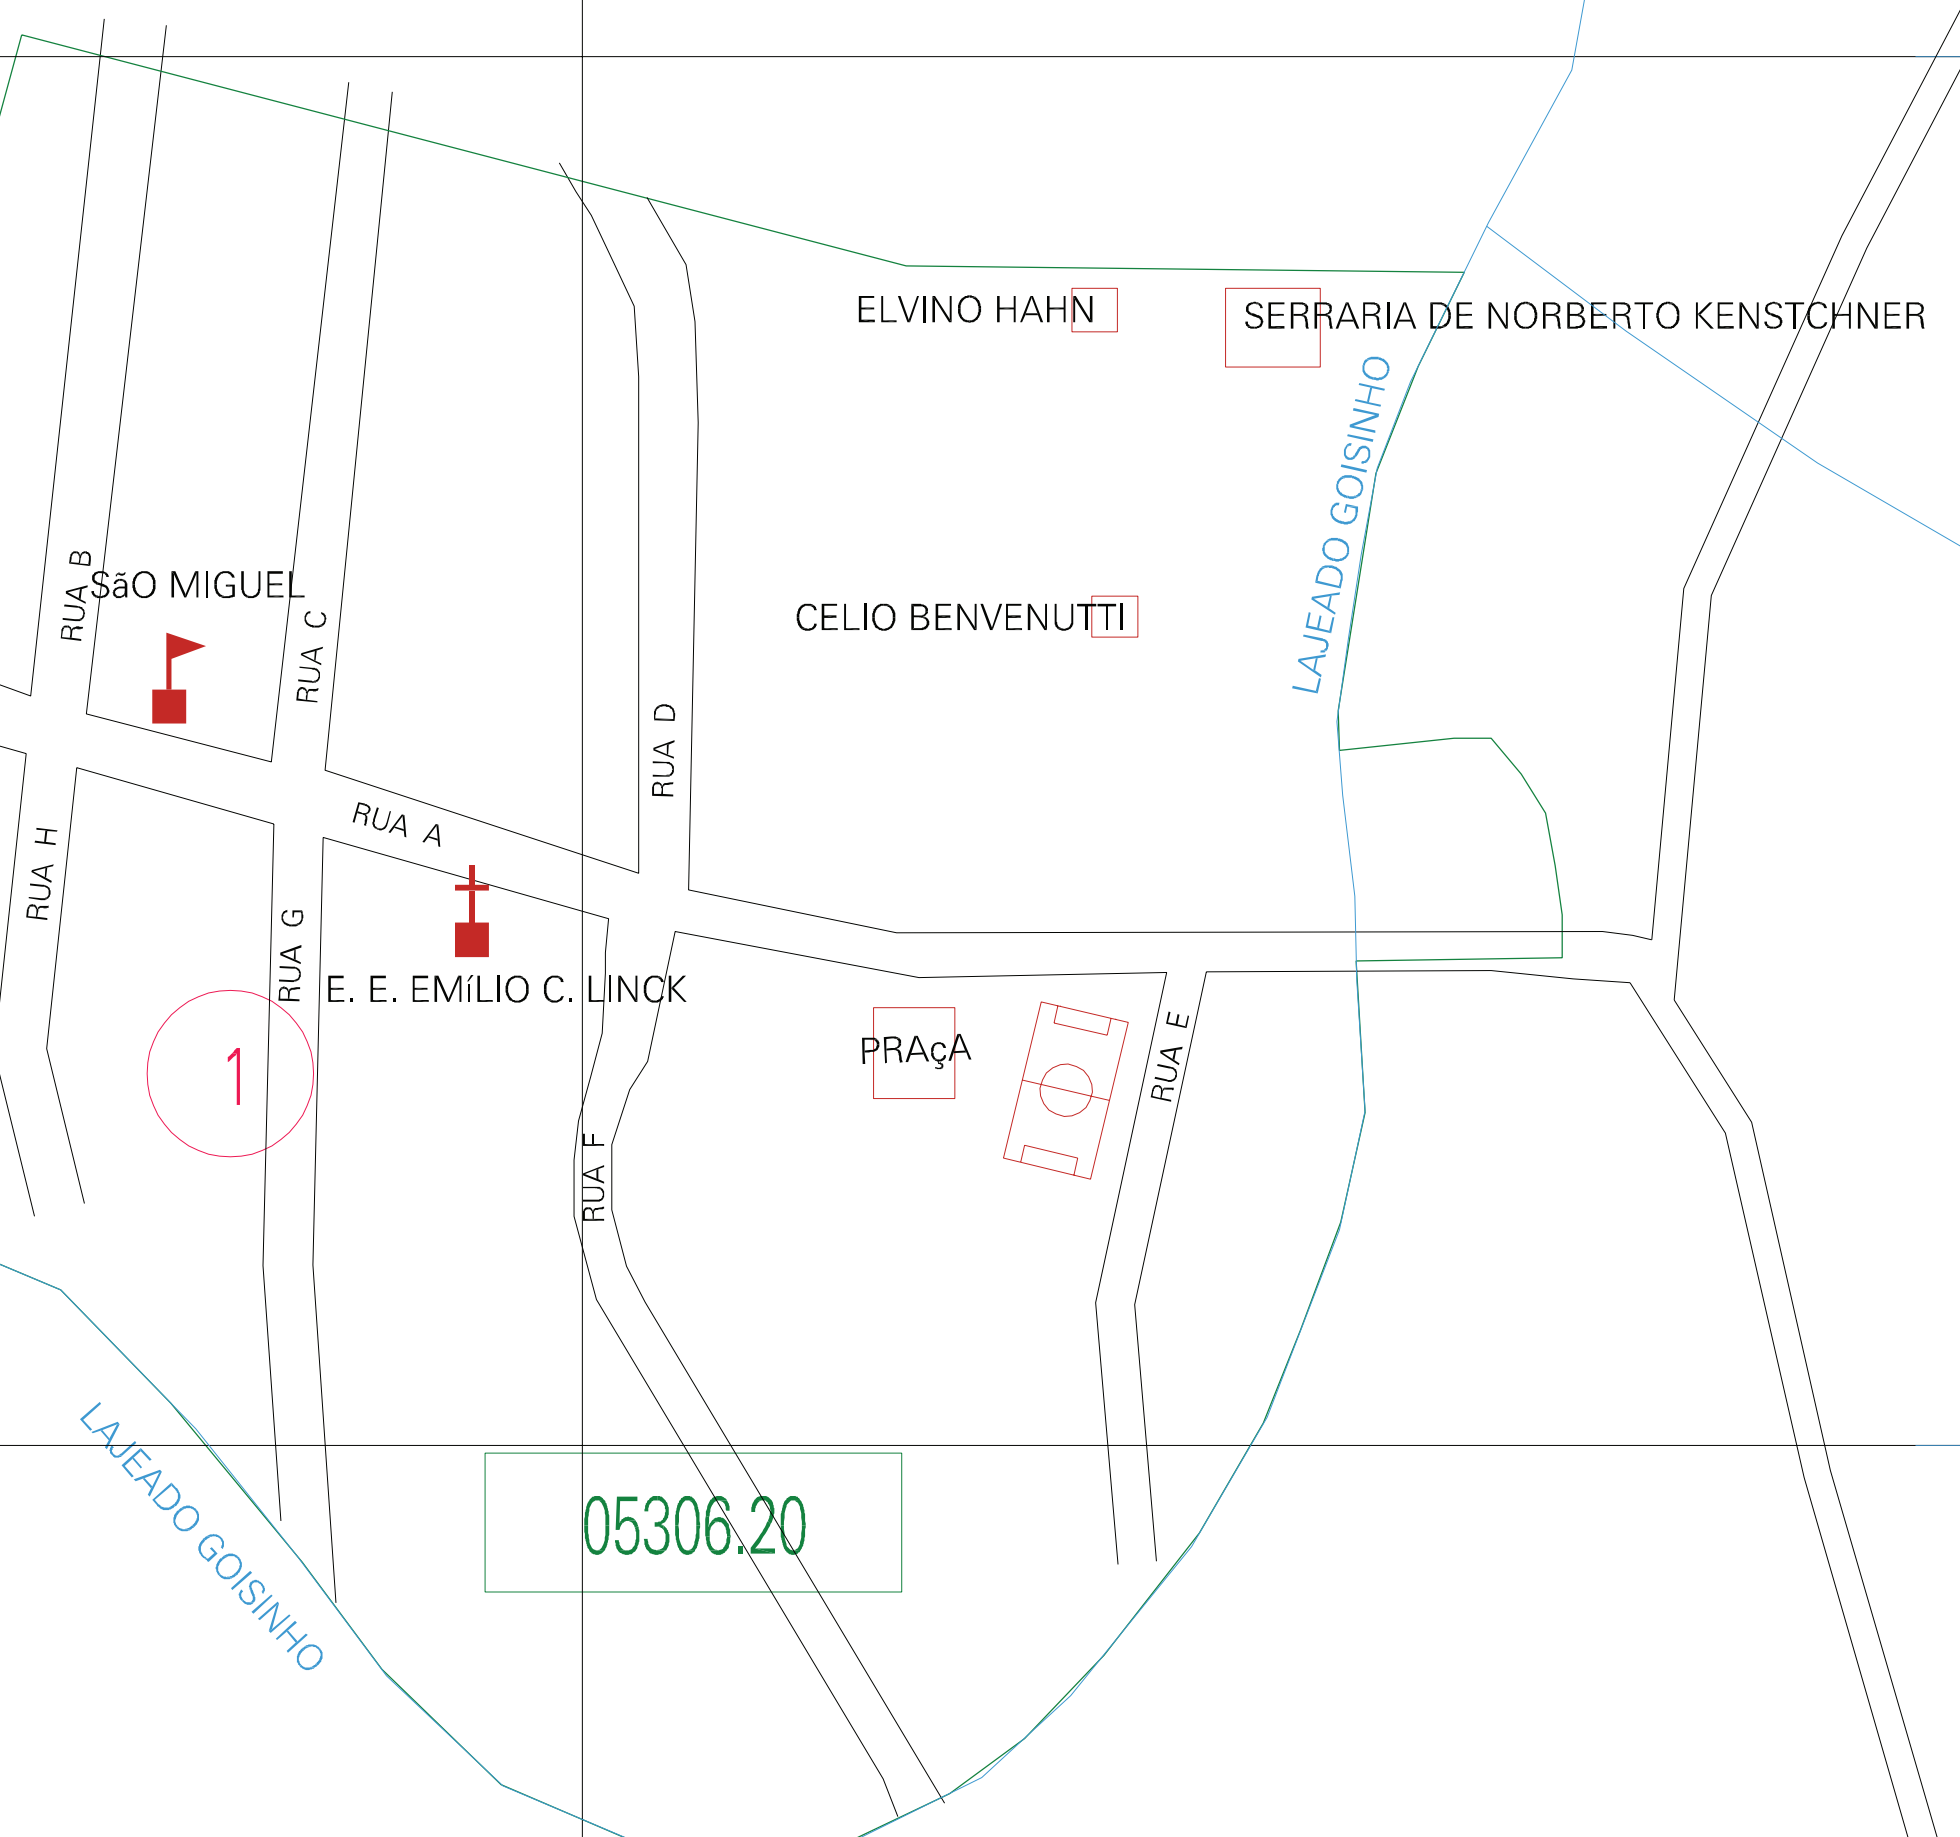 ELVINO HAHN
SERRARIA DE NORBERTO KENSTCHNER
LAJEADO GOISINHO
RUA B
SãO MIGUEL
RUA C
CELIO BENVENUTTI
RUA D
RUA A
RUA H
RUA G
E. E. EMíLIO C. LINCK
PRAçA
RUA E
1
RUA F
LAJEADO GOISINHO
05306.20